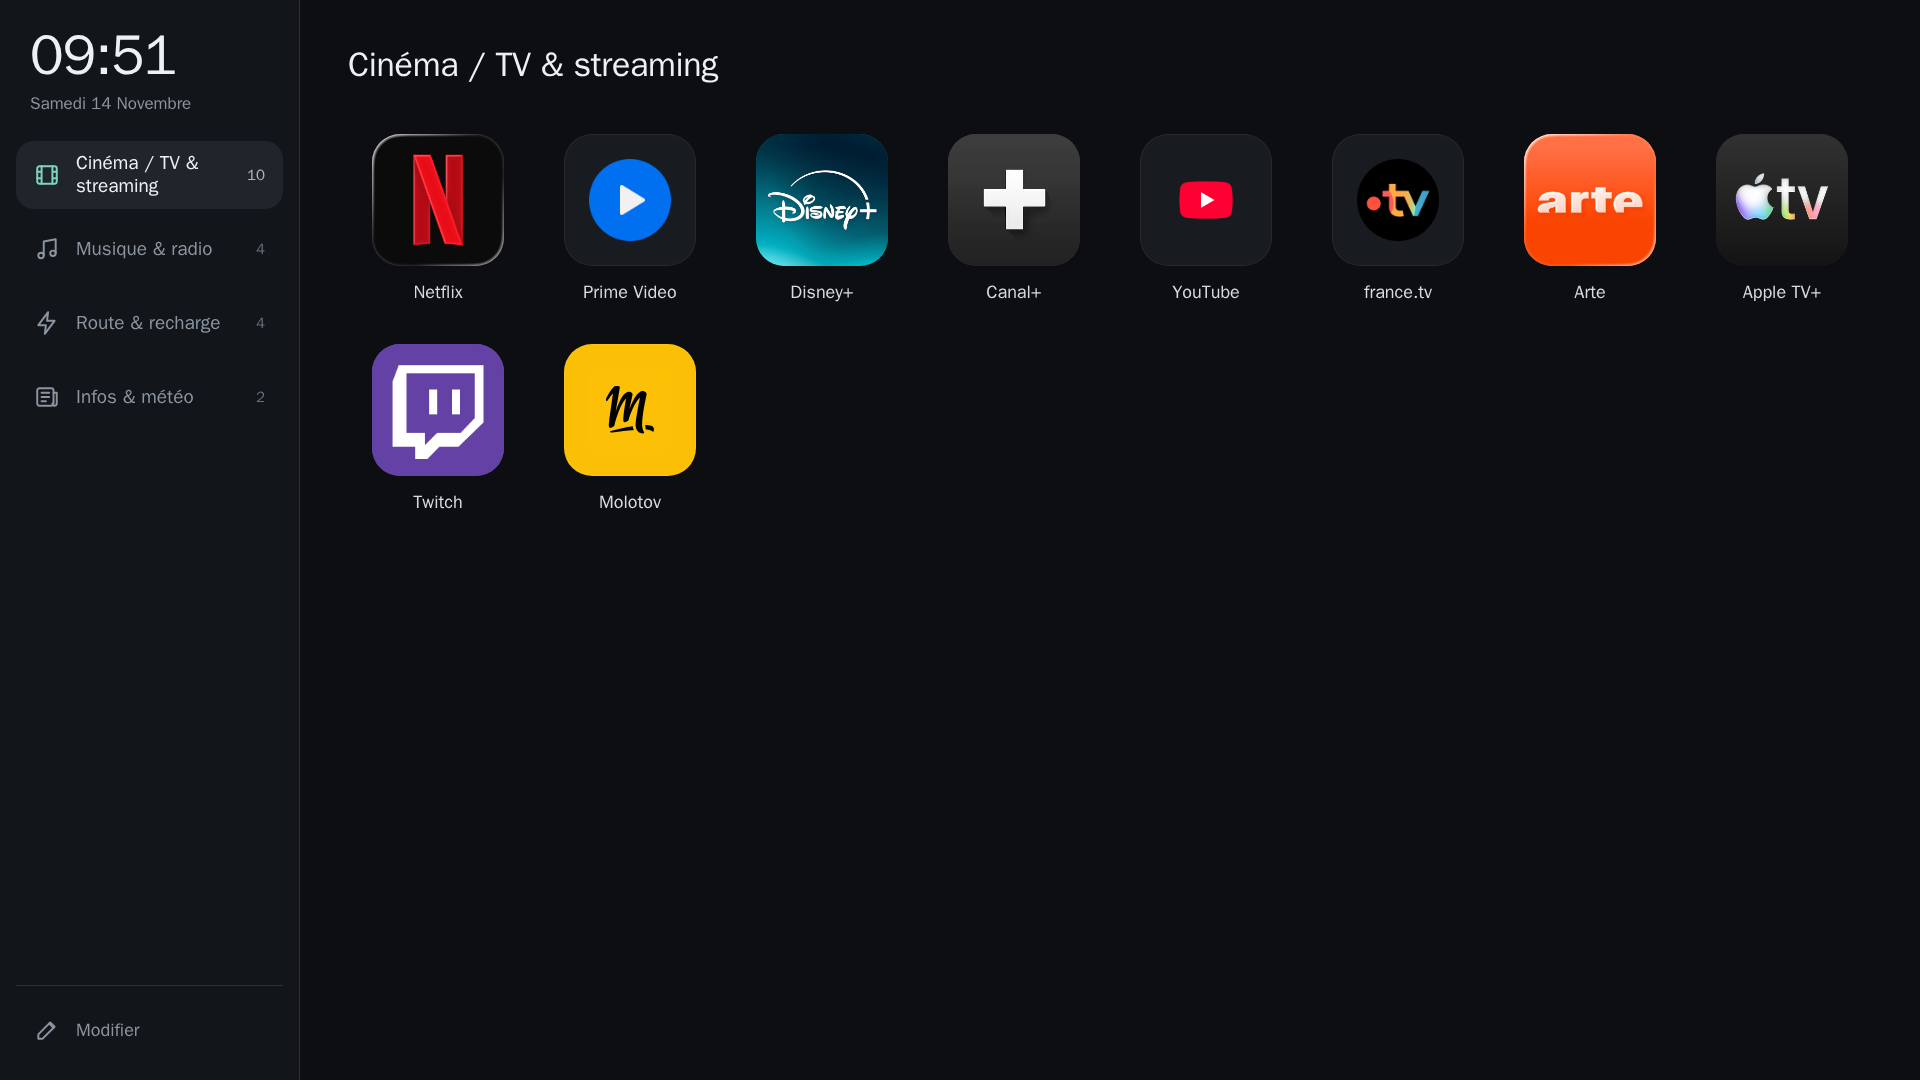 09:51
Samedi 14 Novembre
Cinéma / TV &
streaming
10
Musique & radio
4
Route & recharge
4
Infos & météo
2
Modifier
Cinéma / TV & streaming
N
Disney+
tv
arte
tv
Netflix
Prime Video
Disney+
Canal+
YouTube
france.tv
Arte
Apple TV+
m.
Twitch
Molotov